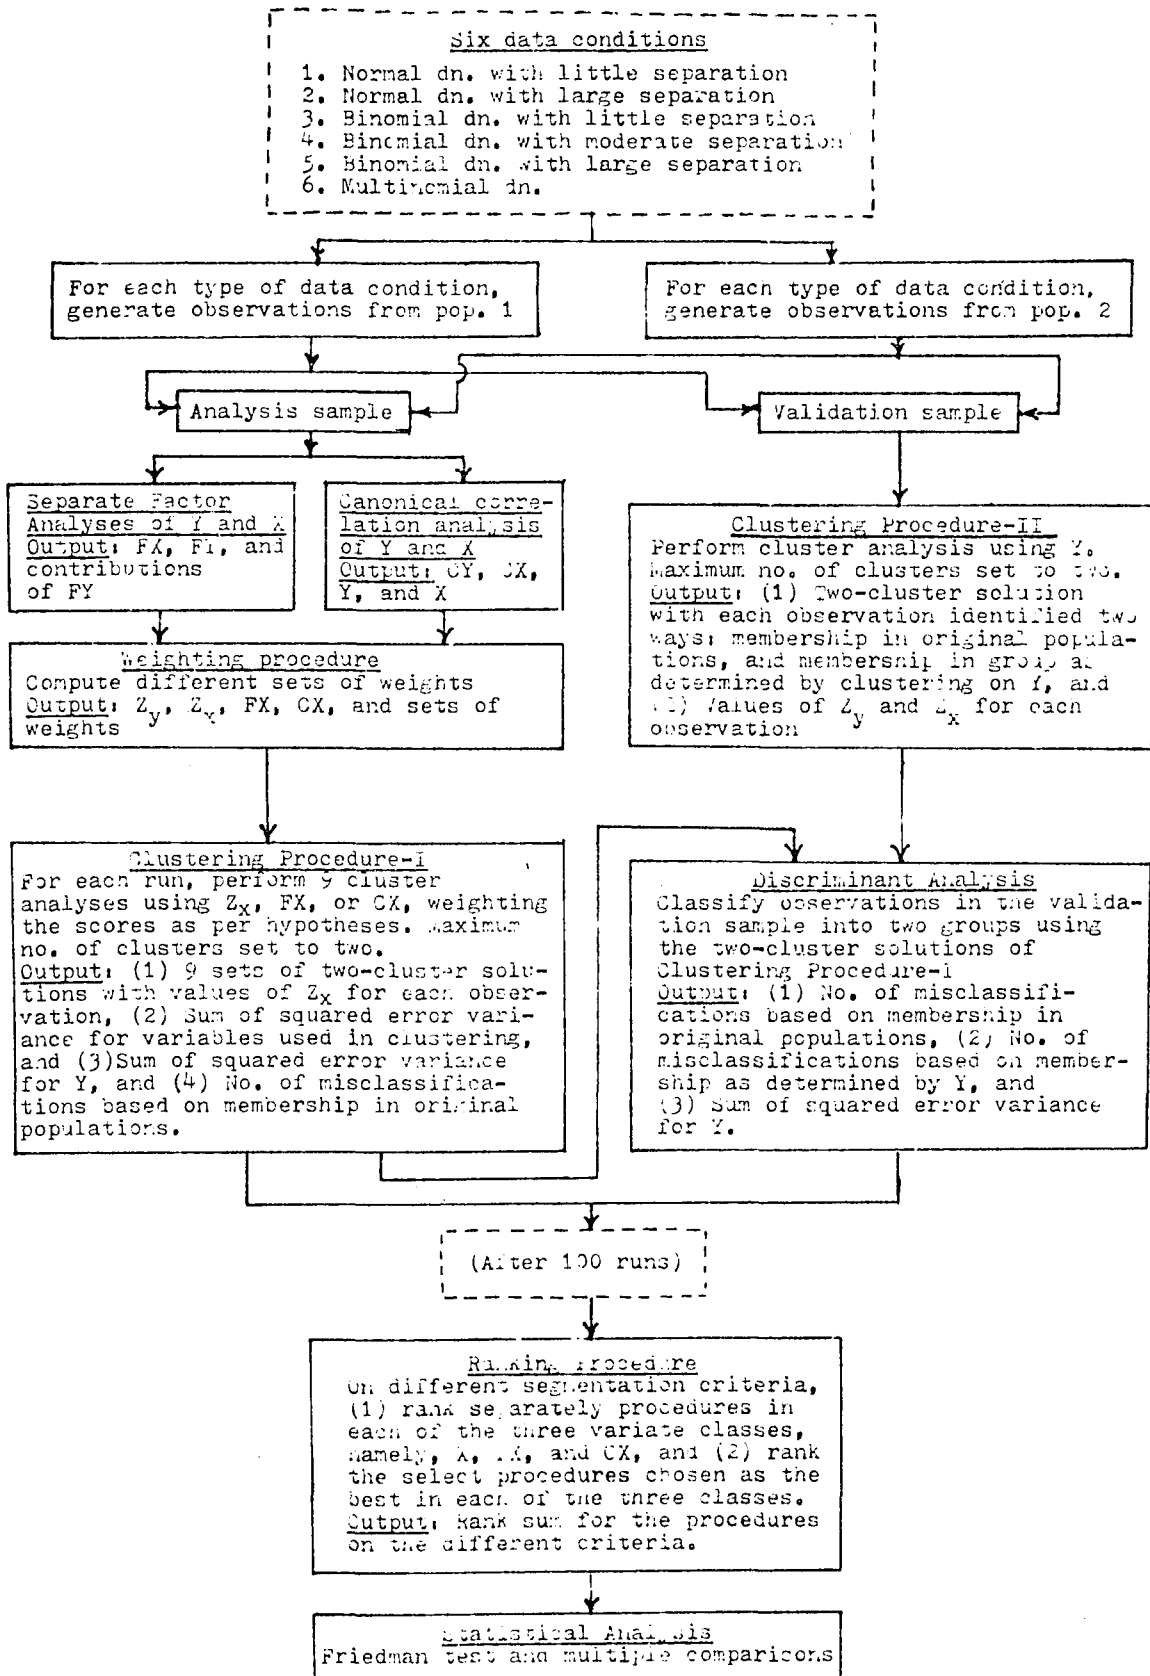 Six data conditions
1. Normal dn. with little separation
2. Normal dn. with large separation
3. Binomial dn. with little separation
4. Binomial dn. with moderate separation
5. Binomial dn. with large separation
6. Multinomial dn.
For each type of data condition,
generate observations from pop. 1
For each type of data condition,
generate observations from pop. 2
Analysis sample
Validation sample
Separate Factor
Analyses of Y and X
Output: FX, FY, and
contributions
of FY
Canonical corre-
lation analysis
of Y and X
Output: CY, CX,
Y, and X
Weighting procedure
Compute different sets of weights
Output: Zy, Zx, FX, CX, and sets of
weights
Clustering Procedure-II
Perform cluster analysis using Y.
Maximum no. of clusters set to two.
Output: (1) Two-cluster solution
with each observation identified two
ways: membership in original popula-
tions, and membership in group as
determined by clustering on Y, and
(2) Values of Zy and Zx for each
observation
Clustering Procedure-I
For each run, perform 9 cluster
analyses using Zx, FX, or CX, weighting
the scores as per hypotheses. Maximum
no. of clusters set to two.
Output: (1) 9 sets of two-cluster solu-
tions with values of Zx for each obser-
vation, (2) Sum of squared error vari-
ance for variables used in clustering,
and (3)Sum of squared error variance
for Y, and (4) No. of misclassifica-
tions based on membership in original
populations.
Discriminant Analysis
Classify observations in the valida-
tion sample into two groups using
the two-cluster solutions of
Clustering Procedure-I
Output: (1) No. of misclassifi-
cations based on membership in
original populations, (2) No. of
misclassifications based on member-
ship as determined by Y, and
(3) Sum of squared error variance
for Y.
(After 100 runs)
Ranking Procedure
On different segmentation criteria,
(1) rank separately procedures in
each of the three variate classes,
namely, X, FX, and CX, and (2) rank
the select procedures chosen as the
best in each of the three classes.
Output: Rank sum for the procedures
on the different criteria.
Statistical Analysis
Friedman test and multiple comparisons